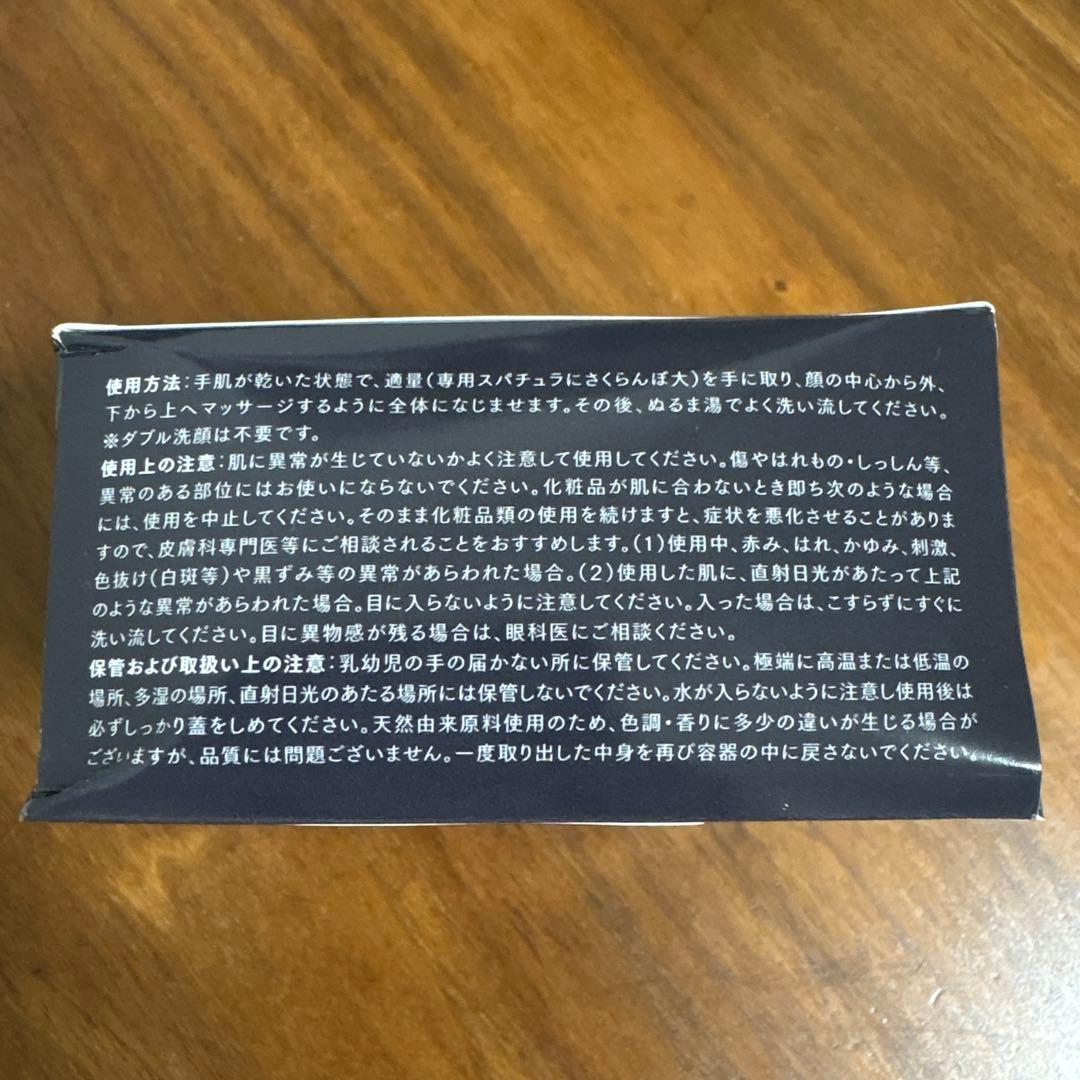 使用方法：手肌が乾いた状態で、適量（専用スパチュラにさくらんぼ大）を手に取り、顔の中心から外、
下から上へマッサージするように全体になじませます。その後、ぬるま湯でよく洗い流してください。
※ダブル洗顔は不要です。
使用上の注意：肌に異常が生じていないかよく注意して使用してください。傷やはれもの・しっしん等、
異常のある部位にはお使いにならないでください。化粧品が肌に合わないとき即ち次のような場合
には、使用を中止してください。そのまま化粧品類の使用を続けますと、症状を悪化させることがありま
すので、皮膚科専門医等にご相談されることをおすすめします。（1）使用中、赤み、はれ、かゆみ、刺激、
色抜け（白斑等）や黒ずみ等の異常があらわれた場合。（2）使用した肌に、直射日光があたって上記
のような異常があらわれた場合。目に入らないように注意してください。入った場合は、こすらずにすぐに
洗い流してください。目に異物感が残る場合は、眼科医にご相談ください。
保管および取扱い上の注意：乳幼児の手の届かない所に保管してください。極端に高温または低温の
場所、多湿の場所、直射日光のあたる場所には保管しないでください。水が入らないように注意し使用後は
必ずしっかり蓋をしめてください。天然由来原料使用のため、色調・香りに多少の違いが生じる場合が
ございますが、品質には問題ございません。一度取り出した中身を再び容器の中に戻さないでください。